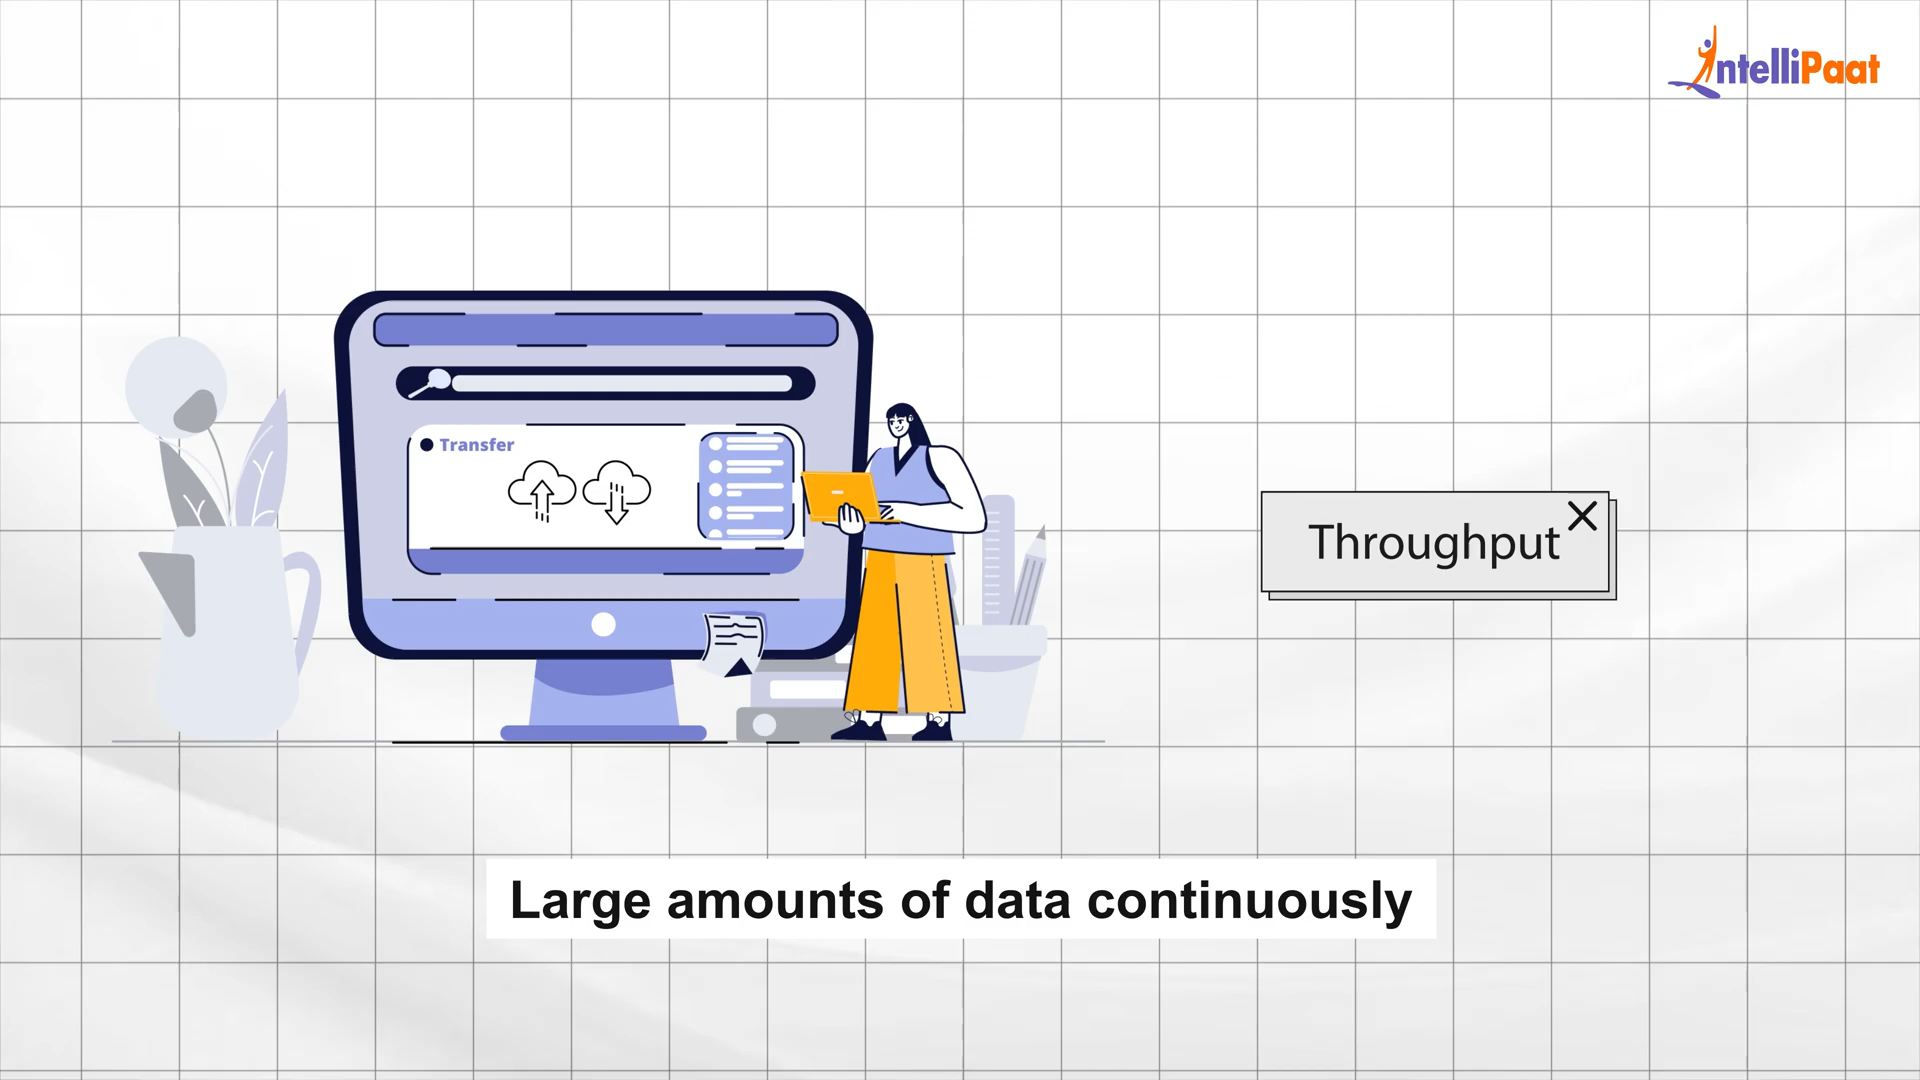 IntelliPaat
Transfer
Throughput
Large amounts of data continuously